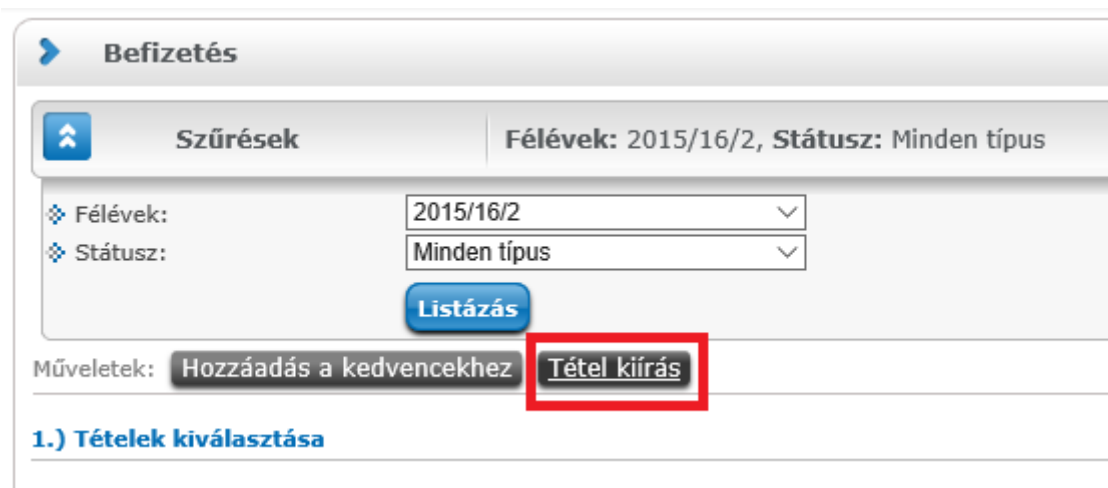 Befizetés
Szűrések Félévek: 2015/16/2, Státusz: Minden típus
Félévek: 2015/16/2
Státusz: Minden típus
Listázás
Műveletek: Hozzáadás a kedvencekhez Tétel kiírás
1.) Tételek kiválasztása